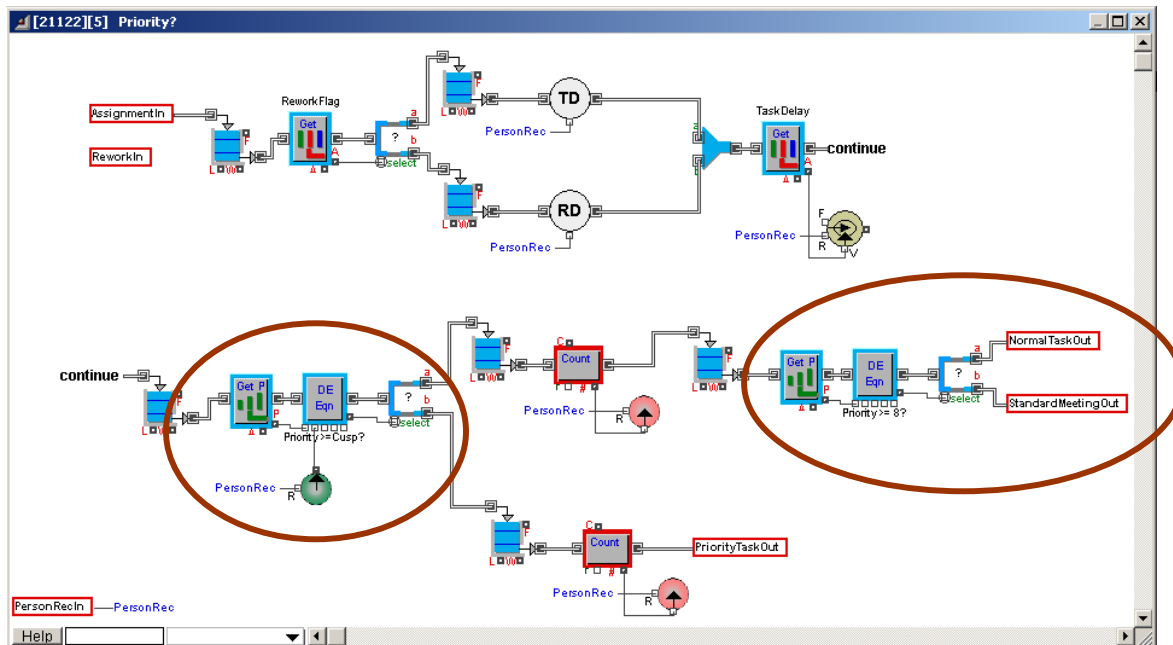 [21122][5] Priority?
AssignmentIn
ReworkIn
F
L W
ReworkFlag
Get
A
Δ
?
a
b
select
F
L W
TD
PersonRec
F
L W
RD
PersonRec
a
TaskDelay
Get
A
Δ
continue
PersonRec
F
R
V
continue
F
L W
Get P
P
Δ
DE
Eqn
Priority>=Cusp?
PersonRec
R
?
a
b
select
F
L W
C
Count
r
#
PersonRec
R
F
L W
Get P
P
Δ
DE
Eqn
Priority>= 8?
?
a
b
select
NormalTaskOut
StandardMeetingOut
F
L W
C
Count
r
#
PriorityTaskOut
PersonRec
R
PersonRecIn
PersonRec
Help